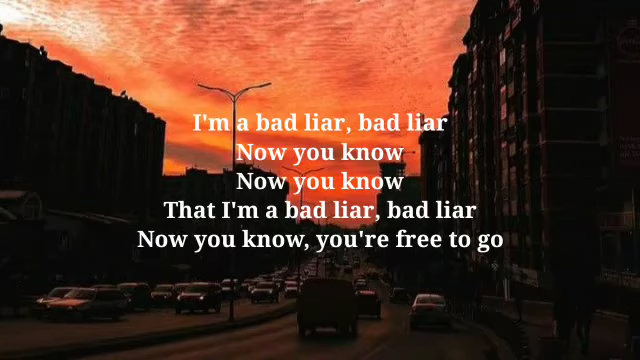 I'm a bad liar, bad liar
Now you know
Now you know
That I'm a bad liar, bad liar
Now you know, you're free to go